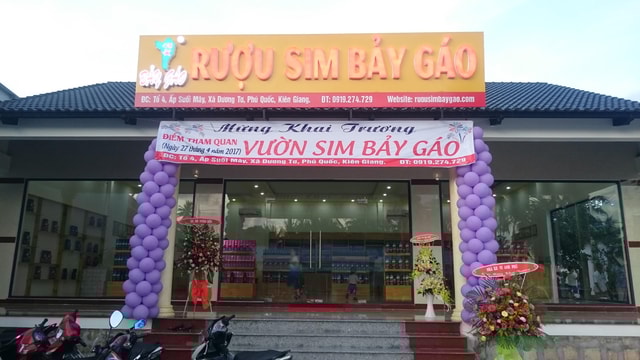 RƯỢU SIM BẢY GÁO
BẢY GÁO
ĐC: Tổ 4, Ấp Suối Mây, Xã Dương Tơ, Phú Quốc, Kiên Giang. ĐT: 0919.274.729 Website: ruousimbaygao.com
Mừng Khai Trương
ĐIỂM THAM QUAN
(Ngày 27 tháng 4 năm 2017)
VƯỜN SIM BẢY GÁO
ĐC: Tổ 4, Ấp Suối Mây, Xã Dương Tơ, Phú Quốc, Kiên Giang. ĐT: 0919.274.729